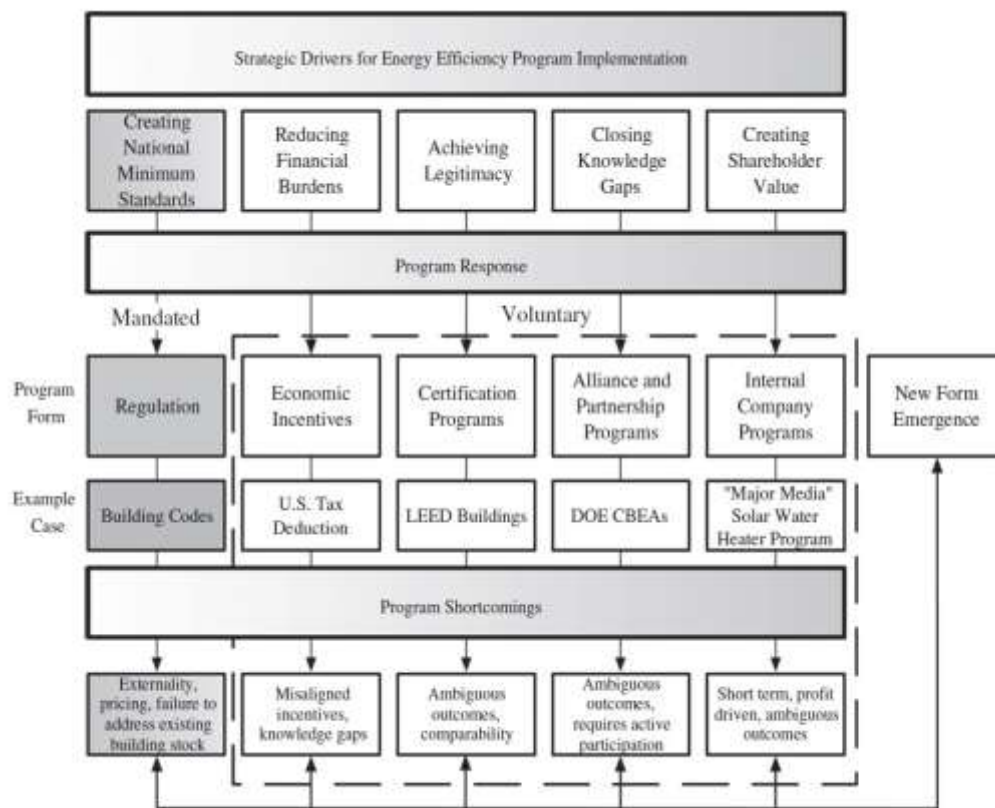 Strategic Drivers for Energy Efficiency Program Implementation
Creating
National
Minimum
Standards
Reducing
Financial
Burdens
Achieving
Legitimacy
Closing
Knowledge
Gaps
Creating
Shareholder
Value
Program Response
Mandated
Voluntary
Program
Form
Regulation
Economic
Incentives
Certification
Programs
Alliance and
Partnership
Programs
Internal
Company
Programs
New Form
Emergence
Example
Case
Building Codes
U.S. Tax
Deduction
LEED Buildings
DOE CBEAs
"Major Media"
Solar Water
Heater Program
Program Shortcomings
Externality,
pricing, failure to
address existing
building stock
Misaligned
incentives,
knowledge gaps
Ambiguous
outcomes,
comparability
Ambiguous
outcomes,
requires active
participation
Short term, profit
driven, ambiguous
outcomes